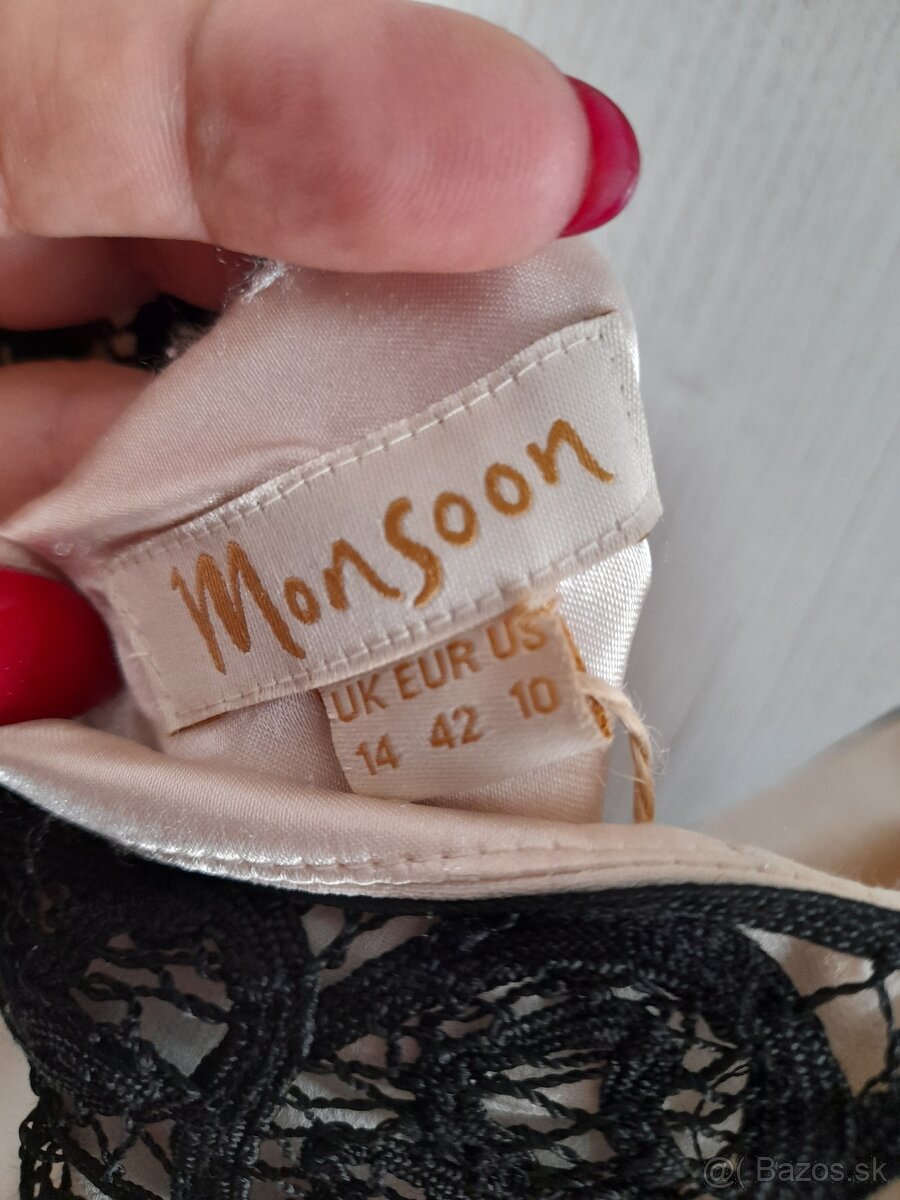 Monsoon
UK EUR US
14 42 10
@( Bazos.sk